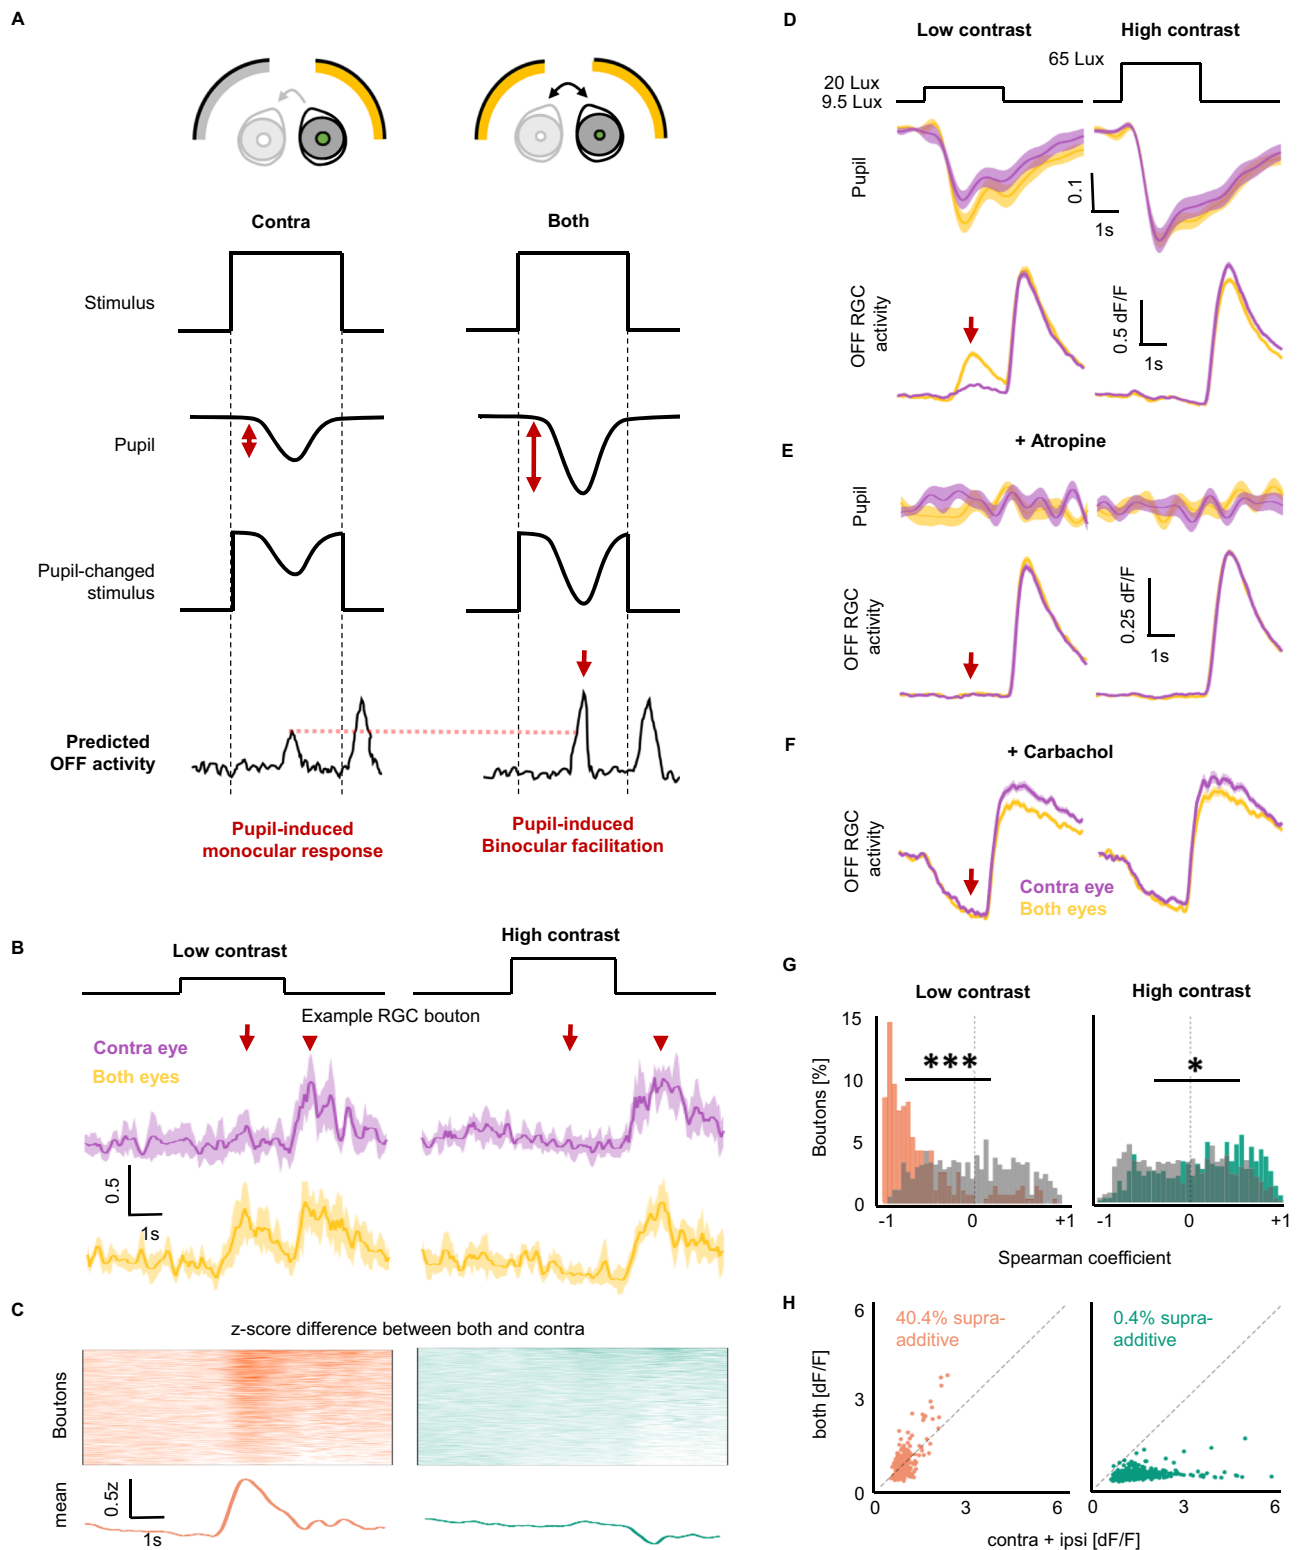 A
Contra
Both
Stimulus
Pupil
Pupil-changed
stimulus
Predicted
OFF activity
Pupil-induced
monocular response
Pupil-induced
Binocular facilitation
B
Low contrast
High contrast
Example RGC bouton
Contra eye
Both eyes
0.5
1s
C
z-score difference between both and contra
Boutons
mean
0.5z
1s
D
Low contrast
High contrast
65 Lux
20 Lux
9.5 Lux
Pupil
0.1
1s
OFF RGC
activity
0.5 dF/F
1s
E
+ Atropine
Pupil
OFF RGC
activity
0.25 dF/F
1s
F
+ Carbachol
OFF RGC
activity
Contra eye
Both eyes
G
Low contrast
High contrast
Boutons [%]
15
10
5
0
***
*
-1
0
+1
-1
0
+1
Spearman coefficient
H
both [dF/F]
6
3
0
40.4% supra-
additive
0.4% supra-
additive
0
3
6
0
3
6
contra + ipsi [dF/F]